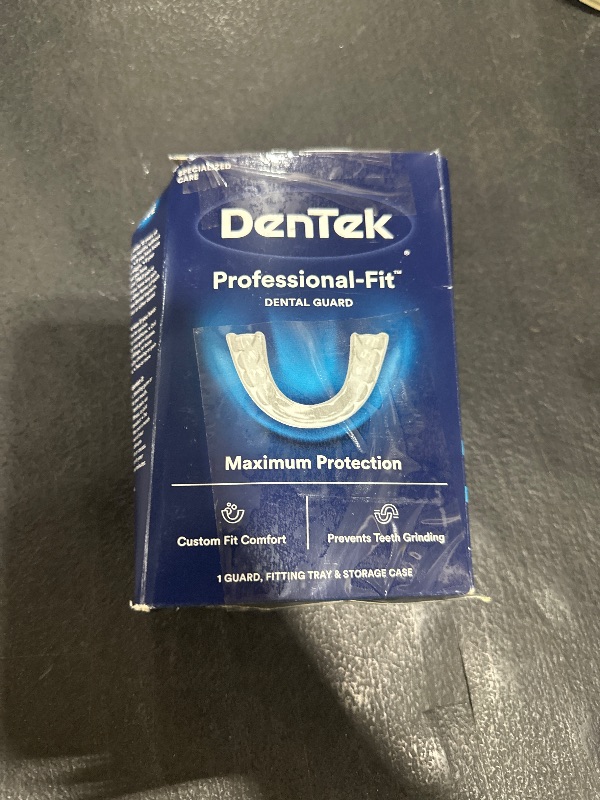 SPECIALIZED
CARE
DenTek®
Professional-Fit™
DENTAL GUARD
Maximum Protection
Custom Fit Comfort
Prevents Teeth Grinding
1 GUARD, FITTING TRAY & STORAGE CASE